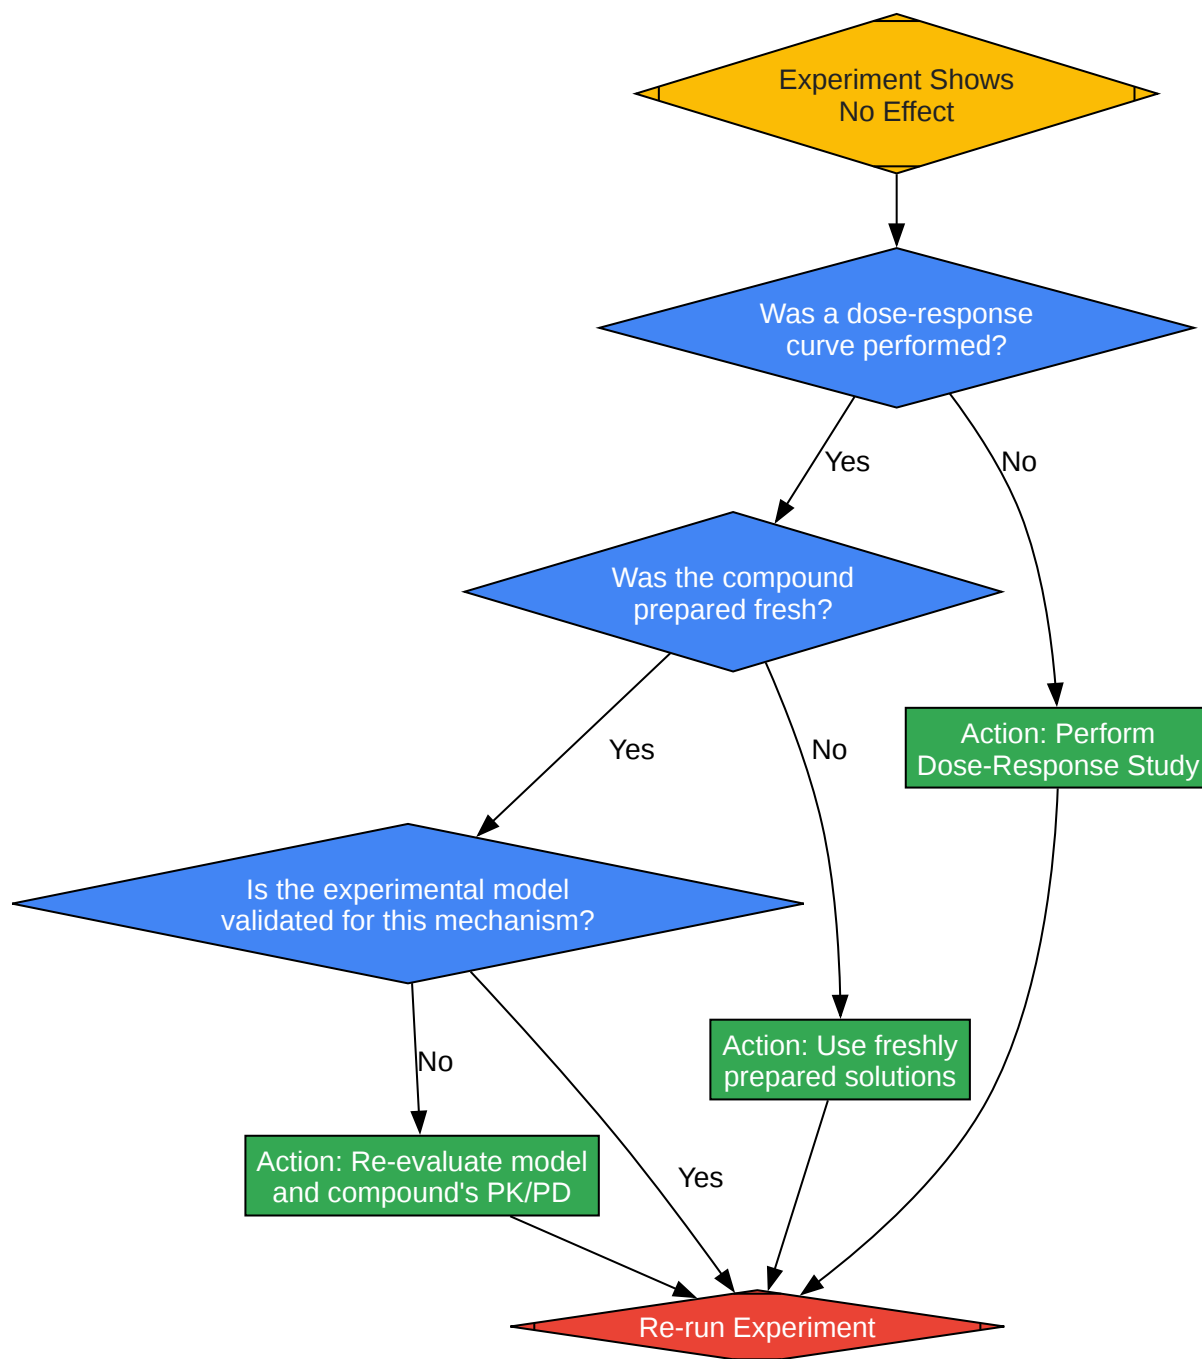 Experiment Shows
No Effect
Was a dose-response
curve performed?
Yes
No
Was the compound
prepared fresh?
Yes
No
Action: Perform
Dose-Response Study
Is the experimental model
validated for this mechanism?
No
Yes
Action: Use freshly
prepared solutions
Action: Re-evaluate model
and compound's PK/PD
Re-run Experiment